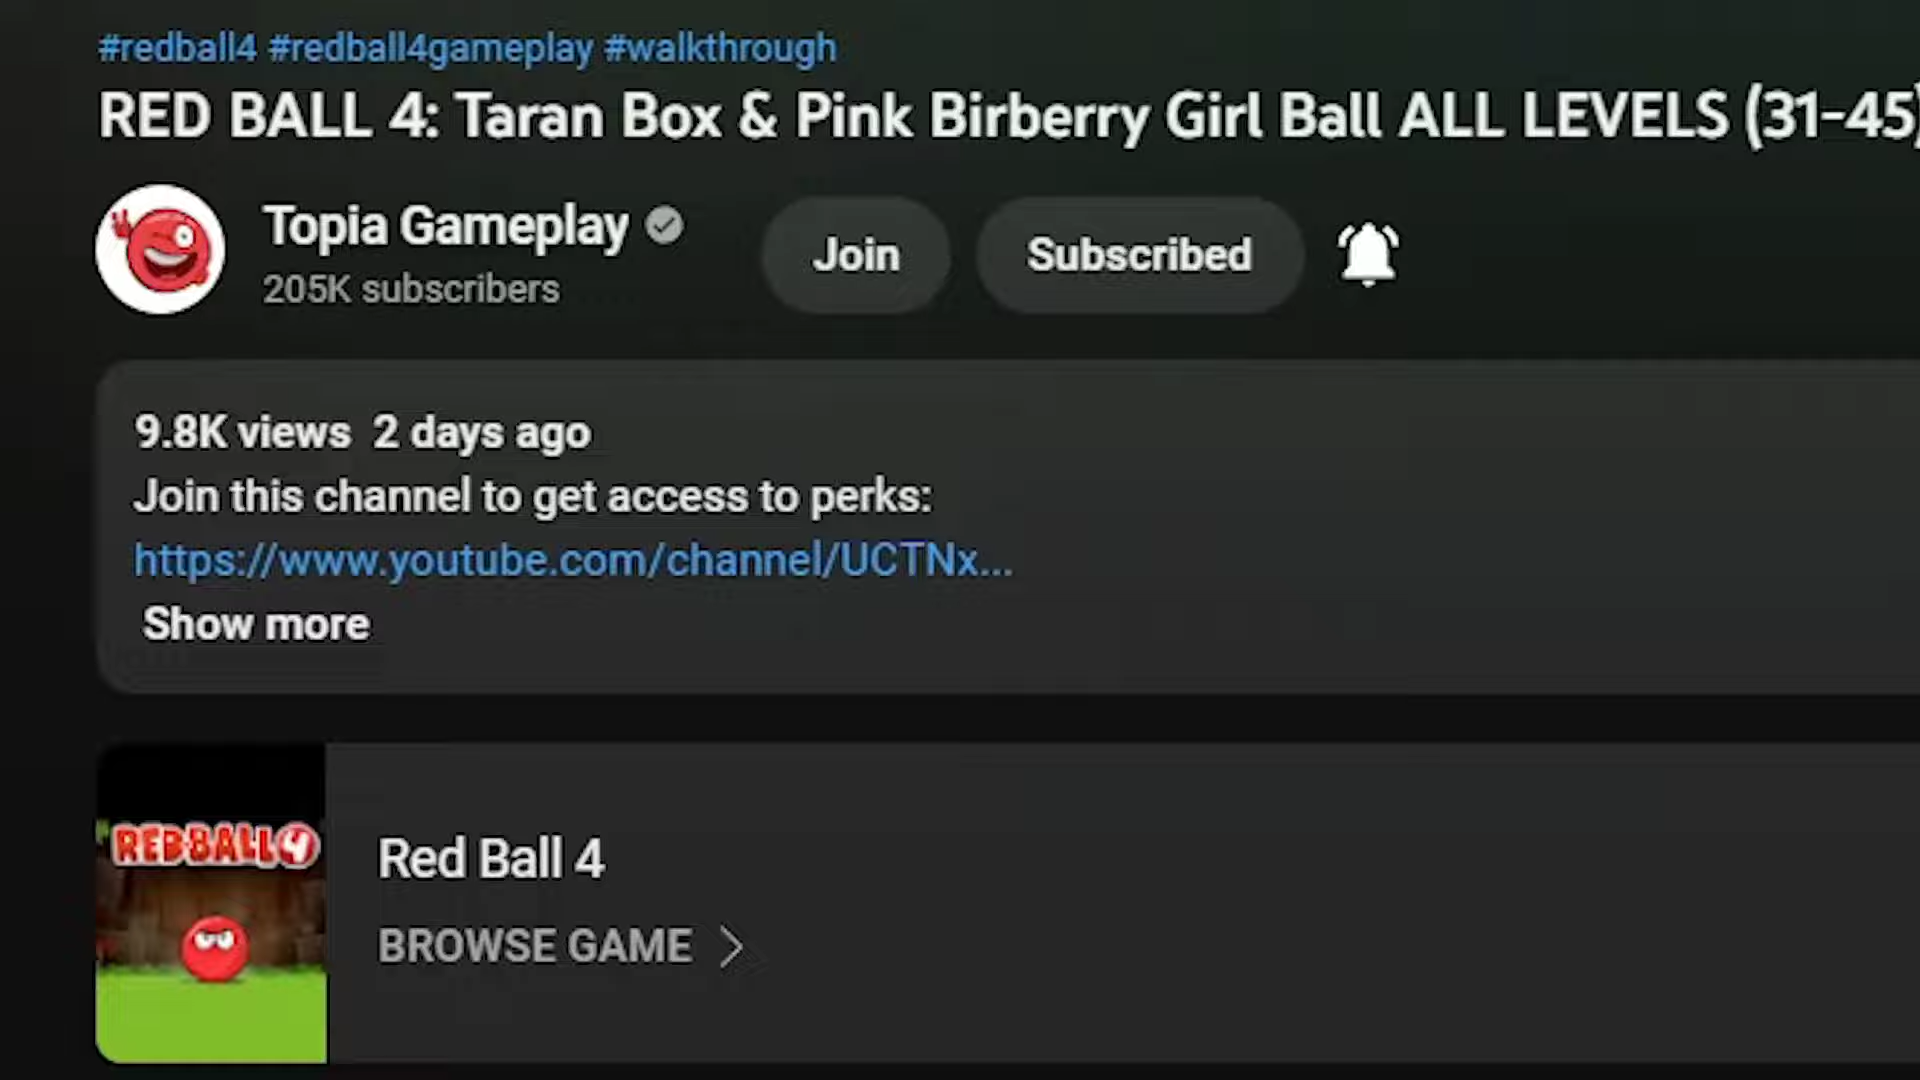 #redball4 #redball4gameplay #walkthrough
RED BALL 4: Taran Box & Pink Birberry Girl Ball ALL LEVELS (31-45)
Topia Gameplay
205K subscribers
Join
Subscribed
9.8K views 2 days ago
Join this channel to get access to perks:
https://www.youtube.com/channel/UCTNx...
Show more
REDBALL4
Red Ball 4
BROWSE GAME